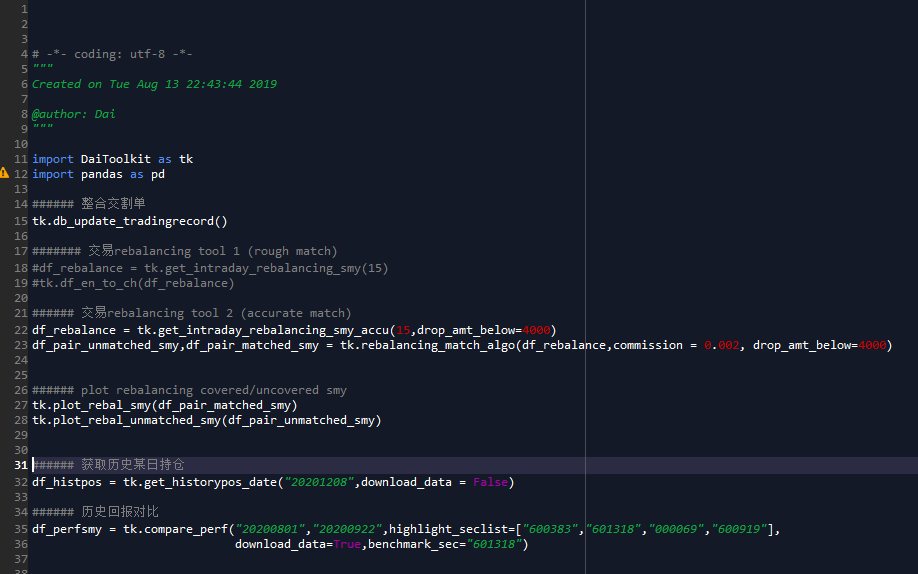 1
2
3
4 # -*- coding: utf-8 -*-
5 """
6 Created on Tue Aug 13 22:43:44 2019
7
8 @author: Dai
9 """
10
11 import DaiToolkit as tk
12 import pandas as pd
13
14 ###### 整合交割单
15 tk.db_update_tradingrecord()
16
17 ####### 交易rebalancing tool 1 (rough match)
18 #df_rebalance = tk.get_intraday_rebalancing_smy(15)
19 #tk.df_en_to_ch(df_rebalance)
20
21 ###### 交易rebalancing tool 2 (accurate match)
22 df_rebalance = tk.get_intraday_rebalancing_smy_accu(15,drop_amt_below=4000)
23 df_pair_unmatched_smy,df_pair_matched_smy = tk.rebalancing_match_algo(df_rebalance,commission = 0.002, drop_amt_below=4000)
24
25
26 ###### plot rebalancing covered/uncovered smy
27 tk.plot_rebal_smy(df_pair_matched_smy)
28 tk.plot_rebal_unmatched_smy(df_pair_unmatched_smy)
29
30
31 ###### 获取历史某日持仓
32 df_histpos = tk.get_historypos_date("20201208",download_data = False)
33
34 ###### 历史回报对比
35 df_perfsmy = tk.compare_perf("20200801","20200922",highlight_seclist=["600383","601318","000069","600919"],
36 download_data=True,benchmark_sec="601318")
37
38